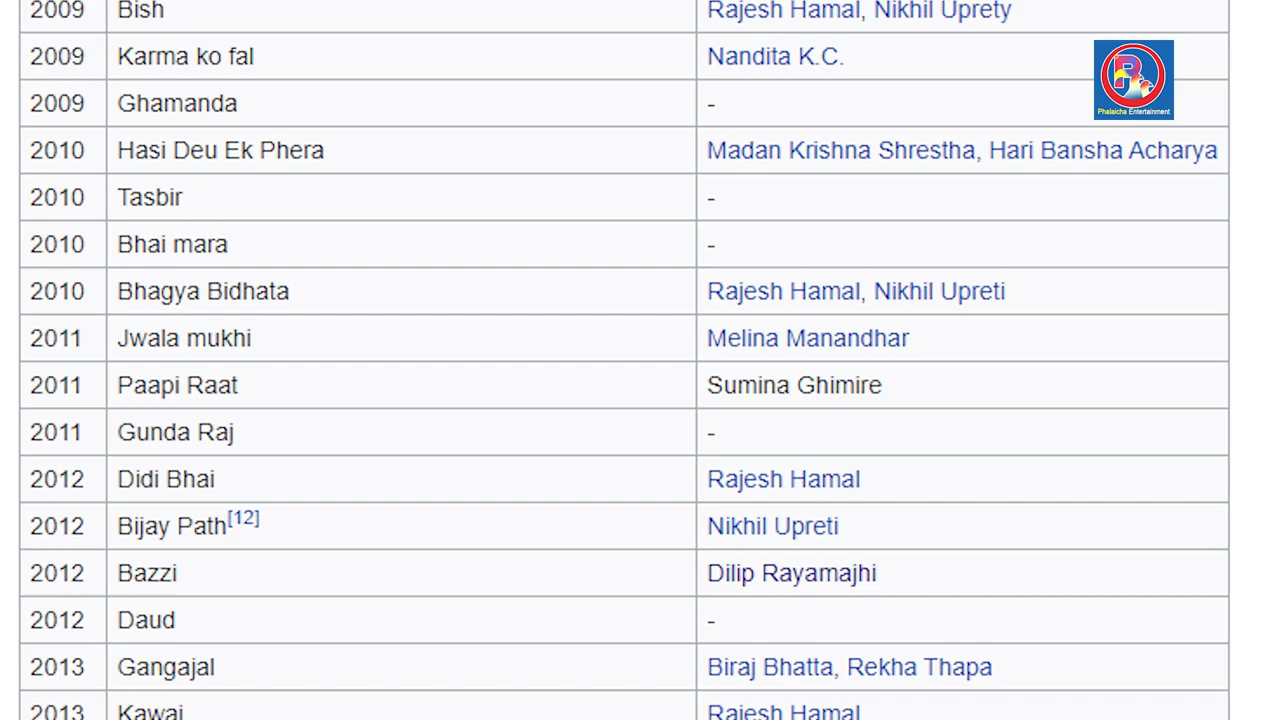 2009 Bish Rajesh Hamal, Nikhil Uprety
2009 Karma ko fal Nandita K.C.
2009 Ghamanda -
Phalaicha Entertainment
2010 Hasi Deu Ek Phera Madan Krishna Shrestha, Hari Bansha Acharya
2010 Tasbir -
2010 Bhai mara -
2010 Bhagya Bidhata Rajesh Hamal, Nikhil Upreti
2011 Jwala mukhi Melina Manandhar
2011 Paapi Raat Sumina Ghimire
2011 Gunda Raj -
2012 Didi Bhai Rajesh Hamal
2012 Bijay Path[12] Nikhil Upreti
2012 Bazzi Dilip Rayamajhi
2012 Daud -
2013 Gangajal Biraj Bhatta, Rekha Thapa
2013 Kawai Rajesh Hamal